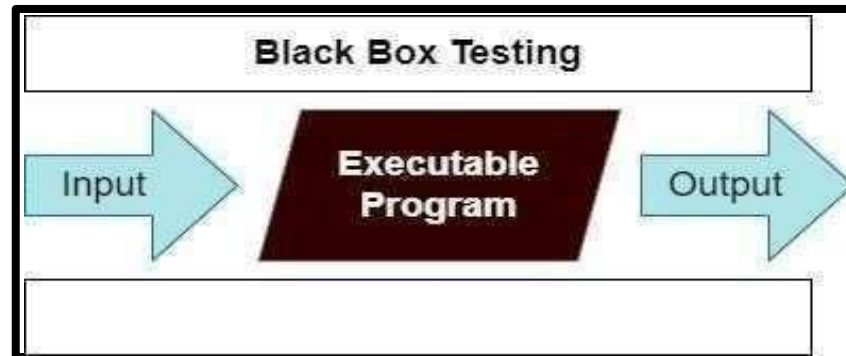 Black Box Testing
Input
Executable
Program
Output